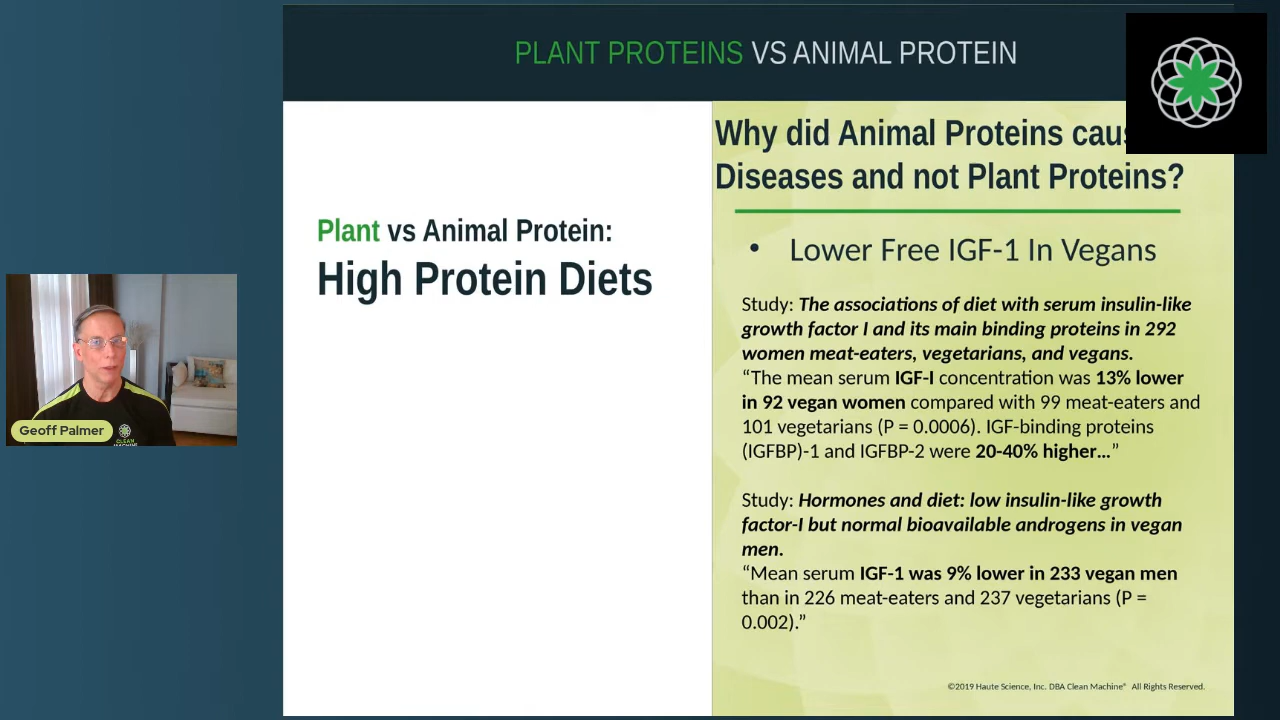 PLANT PROTEINS VS ANIMAL PROTEIN
Plant vs Animal Protein:
High Protein Diets
Why did Animal Proteins
Diseases and not Plant Proteins?
• Lower Free IGF-1 In Vegans
Study: The associations of diet with serum insulin-like
growth factor I and its main binding proteins in 292
women meat-eaters, vegetarians, and vegans.
“The mean serum IGF-I concentration was 13% lower
in 92 vegan women compared with 99 meat-eaters and
101 vegetarians (P = 0.0006). IGF-binding proteins
(IGFBP)-1 and IGFBP-2 were 20-40% higher…”
Study: Hormones and diet: low insulin-like growth
factor-I but normal bioavailable androgens in vegan
men.
“Mean serum IGF-1 was 9% lower in 233 vegan men
than in 226 meat-eaters and 237 vegetarians (P =
0.002).”
©2019 Haute Science, Inc. DBA Clean Machine® All Rights Reserved.
Geoff Palmer
CLEAN
MACHINE